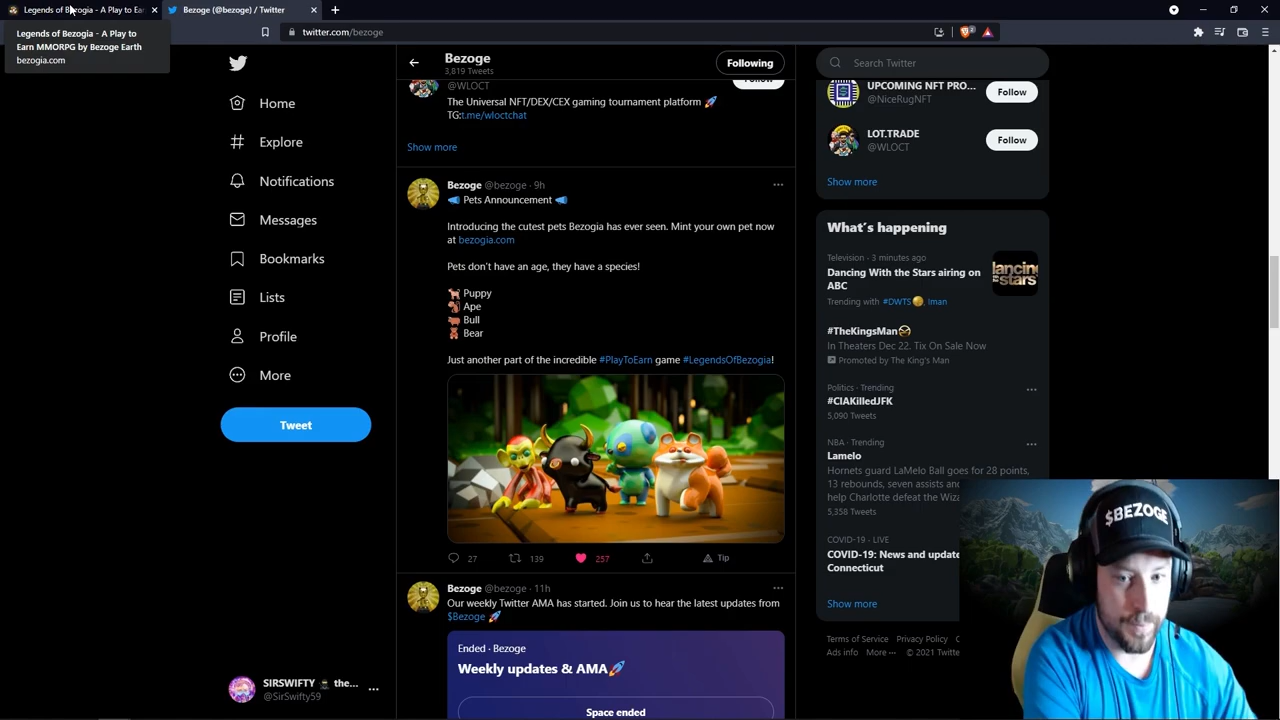 Legends of Bezogia - A Play to Ear
Bezoge (@bezoge) / Twitter
Legends of Bezogia - A Play to
Earn MMORPG by Bezoge Earth
bezogia.com
twitter.com/bezoge
Home
Explore
Notifications
Messages
Bookmarks
Lists
Profile
More
Tweet
SIRSWIFTY the...
@SirSwifty59
Bezoge
3,819 Tweets
Following
@WLOCT
Follow
The Universal NFT/DEX/CEX gaming tournament platform 🚀
TG:t.me/wloctchat
Show more
Bezoge @bezoge · 9h
Pets Announcement
Introducing the cutest pets Bezogia has ever seen. Mint your own pet now
at bezogia.com
Pets don't have an age, they have a species!
Puppy
Ape
Bull
Bear
Just another part of the incredible #PlayToEarn game #LegendsOfBezogia!
27
139
257
Tip
Bezoge @bezoge · 11h
Our weekly Twitter AMA has started. Join us to hear the latest updates from
$Bezoge 🚀
Ended · Bezoge
Weekly updates & AMA🚀
Space ended
Search Twitter
UPCOMING NFT PRO...
@NiceRugNFT
Follow
LOT.TRADE
@WLOCT
Follow
Show more
What's happening
Television · 3 minutes ago
Dancing With the Stars airing on
ABC
Trending with #DWTS, Iman
#TheKingsMan
In Theaters Dec 22. Tix On Sale Now
Promoted by The King's Man
Politics · Trending
#CIAKilledJFK
5,090 Tweets
NBA · Trending
Lamelo
Hornets guard LaMelo Ball goes for 28 points,
13 rebounds, seven assists and
help Charlotte defeat the Wiza
5,358 Tweets
COVID-19 · LIVE
COVID-19: News and update
Connecticut
Show more
Terms of Service Privacy Policy C
Ads info More ··· © 2021 Twitte
$BEZOGE